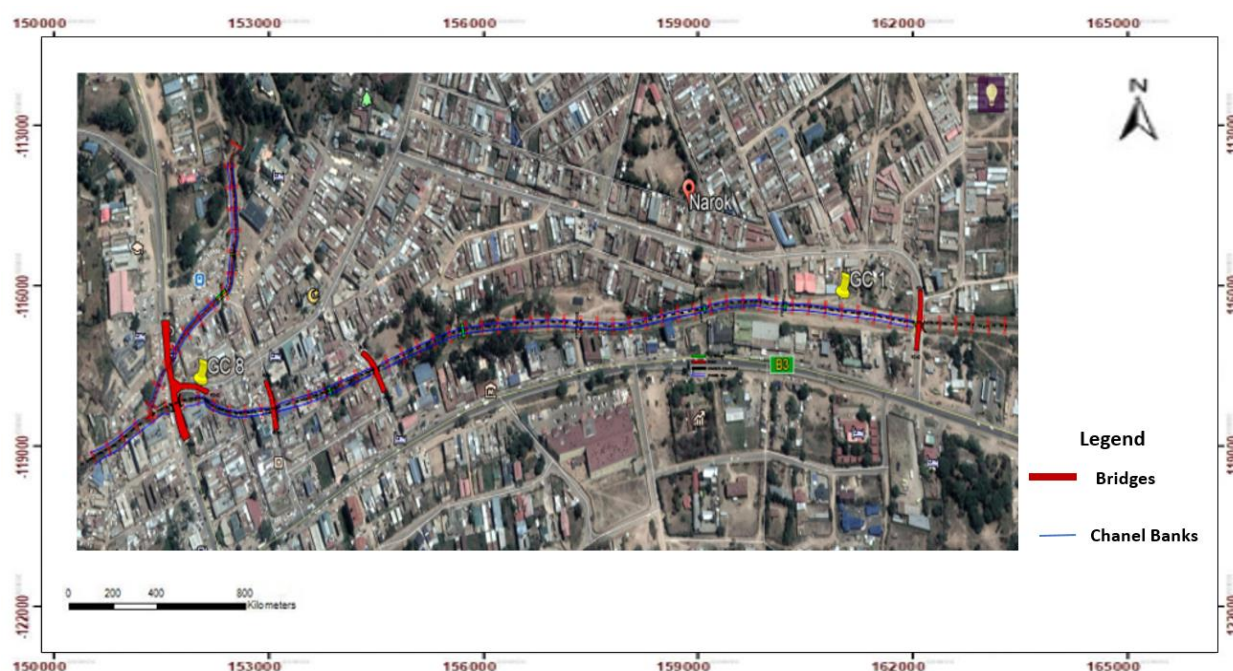 150000 153000 156000 159000 162000 165000
N
-113000
Narok
-116000
GC 1
GC 8
B3
-119000
Legend
Bridges
Chanel Banks
0 200 400 800
Kilometers
-122000
150000 153000 156000 159000 162000 165000